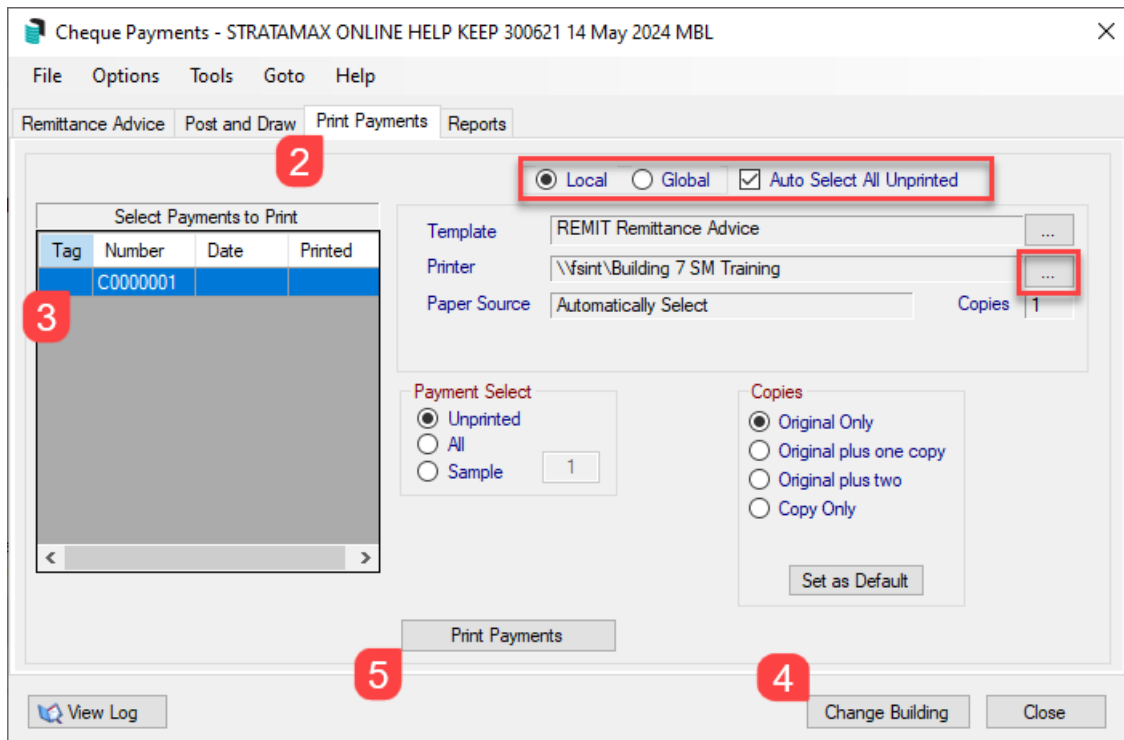 Cheque Payments - STRATAMAX ONLINE HELP KEEP 300621 14 May 2024 MBL
File Options Tools Goto Help
Remittance Advice Post and Draw Print Payments Reports
2
Local Global Auto Select All Unprinted
Select Payments to Print
Tag Number Date Printed
C0000001
3
Template REMIT Remittance Advice ...
Printer \\fsint\Building 7 SM Training ...
Paper Source Automatically Select Copies 1
Payment Select
Unprinted
All
Sample 1
Copies
Original Only
Original plus one copy
Original plus two
Copy Only
Set as Default
Print Payments
5
4
View Log Change Building Close